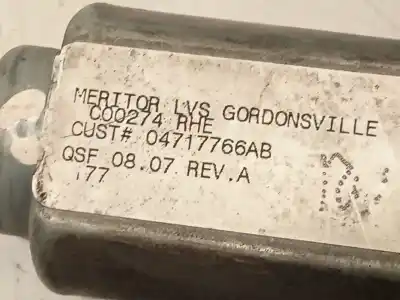 MERITOR LVS GORDONSVILLE
C00274 RHE
CUST# 04717766AB
QSF 08.07 REV.A
177